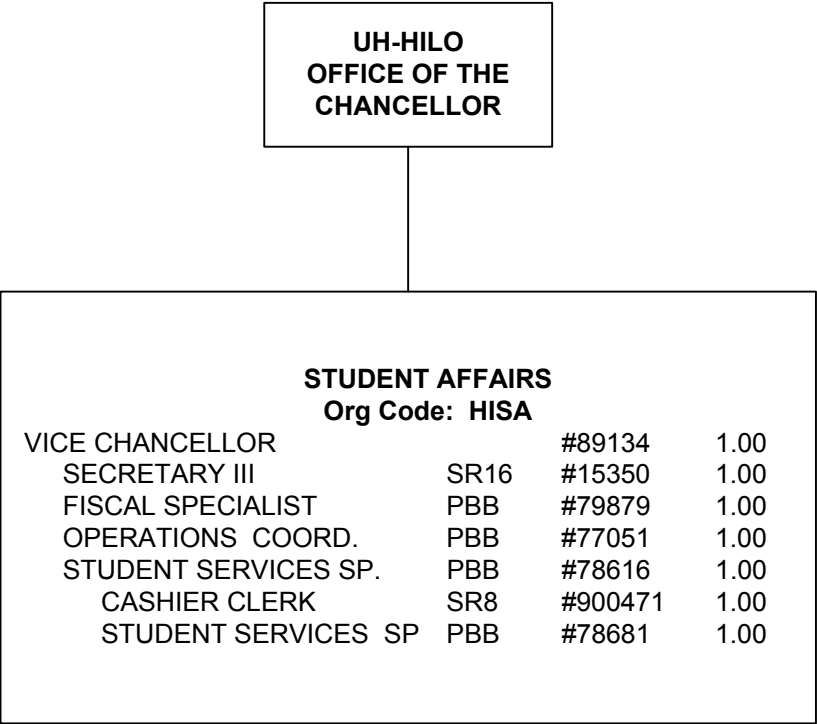 UH-HILO
OFFICE OF THE
CHANCELLOR
STUDENT AFFAIRS
Org Code: HISA
VICE CHANCELLOR #89134 1.00
SECRETARY III SR16 #15350 1.00
FISCAL SPECIALIST PBB #79879 1.00
OPERATIONS COORD. PBB #77051 1.00
STUDENT SERVICES SP. PBB #78616 1.00
CASHIER CLERK SR8 #900471 1.00
STUDENT SERVICES SP PBB #78681 1.00